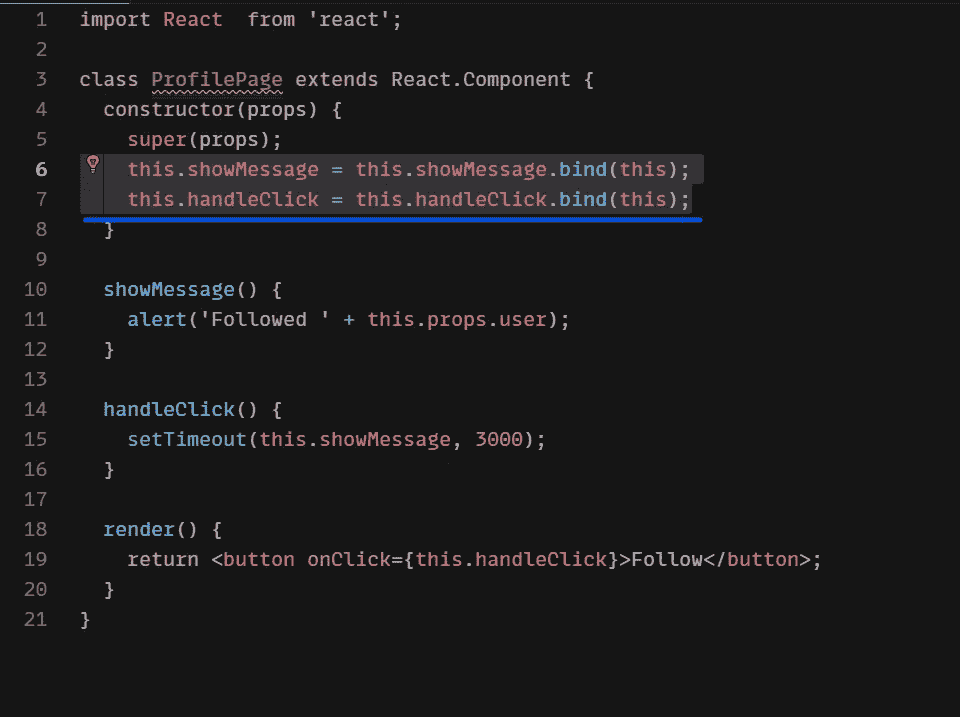 1 import React  from 'react';
2
3 class ProfilePage extends React.Component {
4   constructor(props) {
5     super(props);
6     this.showMessage = this.showMessage.bind(this);
7     this.handleClick = this.handleClick.bind(this);
8   }
9
10   showMessage() {
11     alert('Followed ' + this.props.user);
12   }
13
14   handleClick() {
15     setTimeout(this.showMessage, 3000);
16   }
17
18   render() {
19     return <button onClick={this.handleClick}>Follow</button>;
20   }
21 }